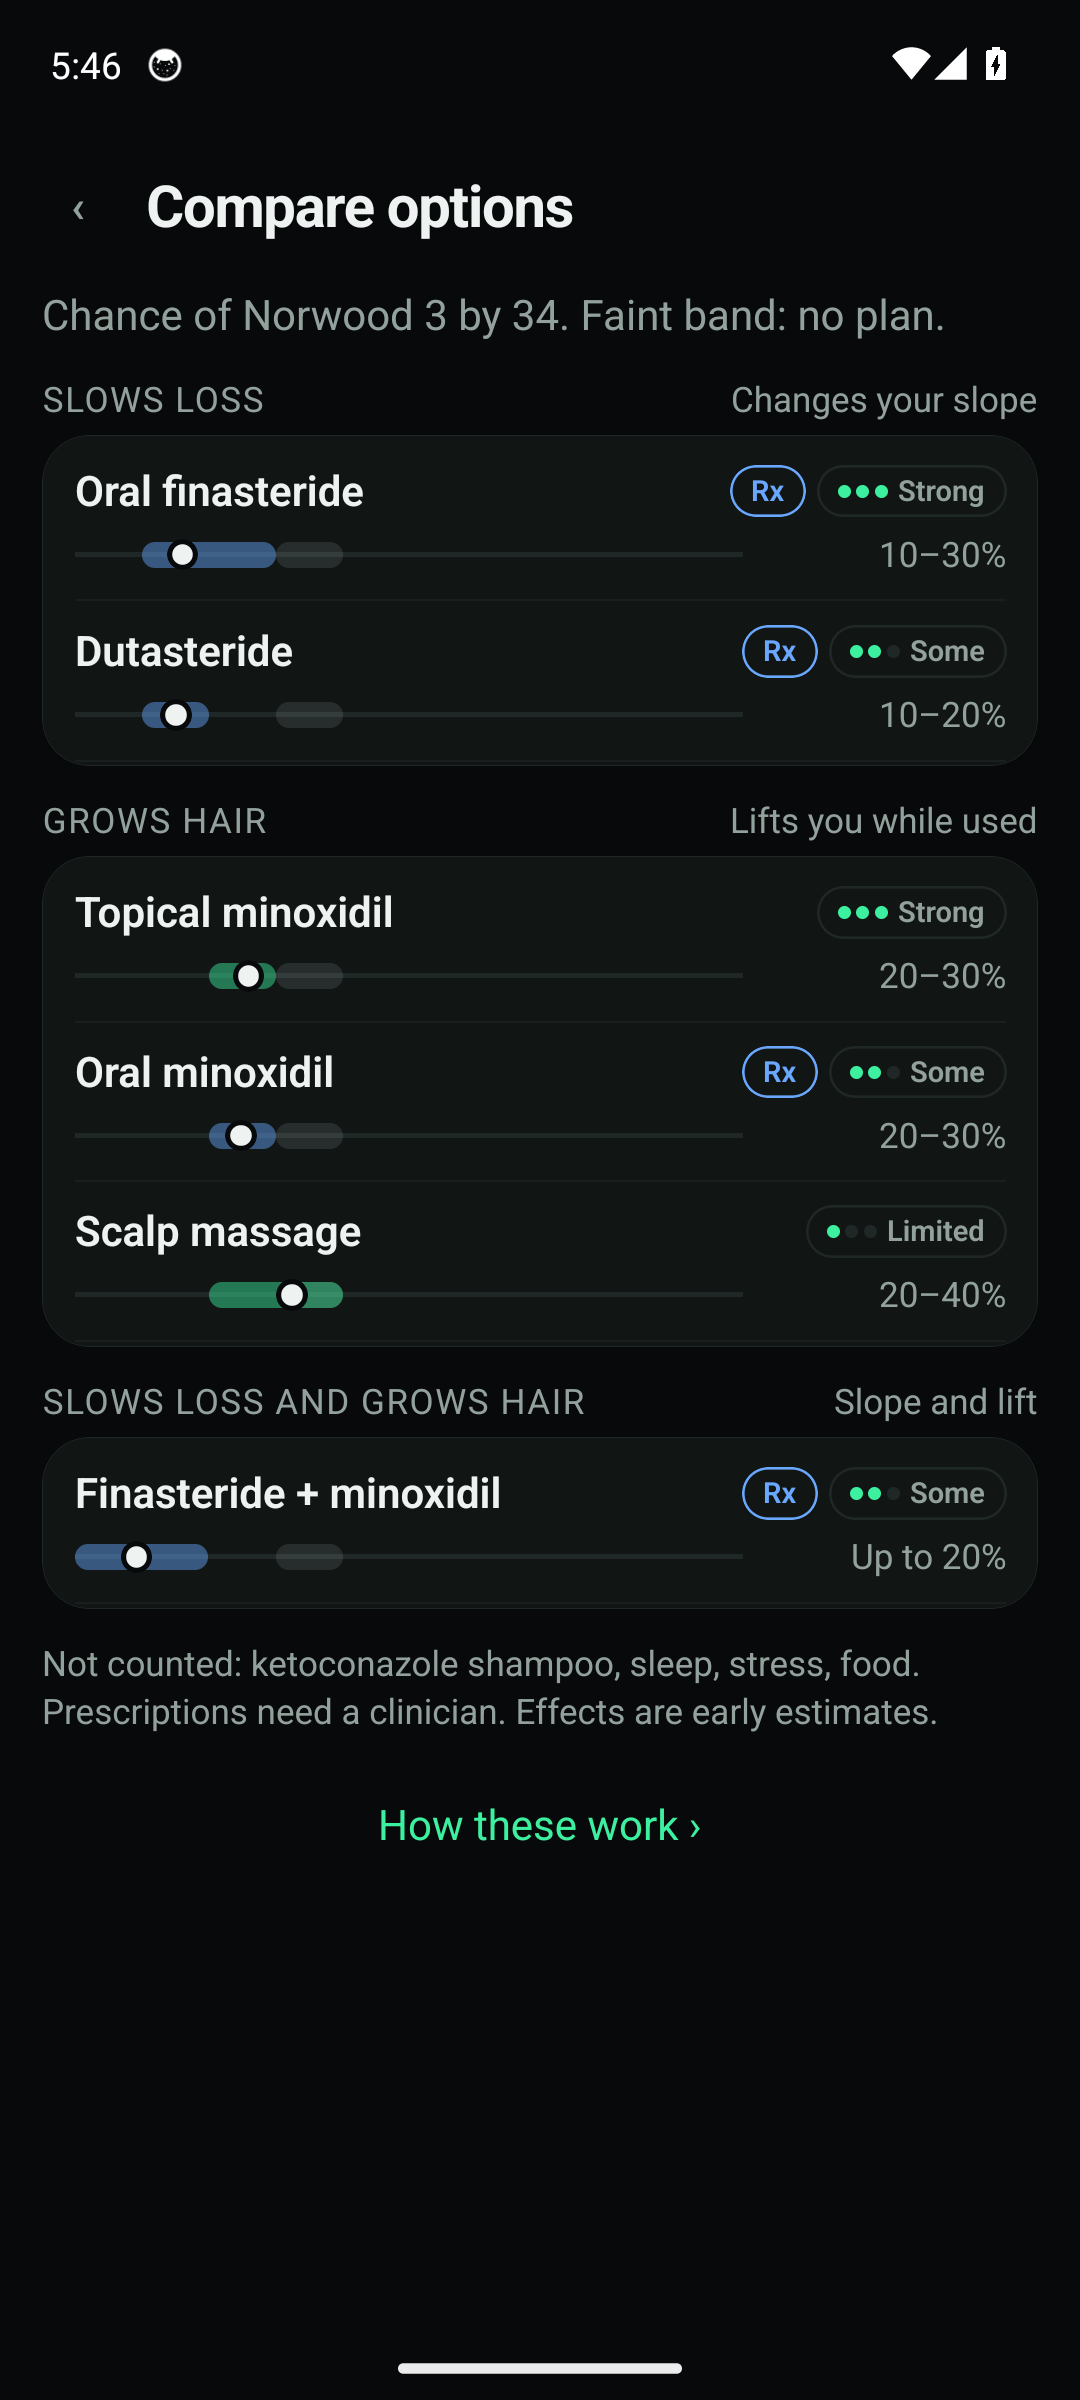 5:46
‹ Compare options
Chance of Norwood 3 by 34. Faint band: no plan.
SLOWS LOSS Changes your slope
Oral finasteride Rx Strong
10–30%
Dutasteride Rx Some
10–20%
GROWS HAIR Lifts you while used
Topical minoxidil Strong
20–30%
Oral minoxidil Rx Some
20–30%
Scalp massage Limited
20–40%
SLOWS LOSS AND GROWS HAIR Slope and lift
Finasteride + minoxidil Rx Some
Up to 20%
Not counted: ketoconazole shampoo, sleep, stress, food.
Prescriptions need a clinician. Effects are early estimates.
How these work ›